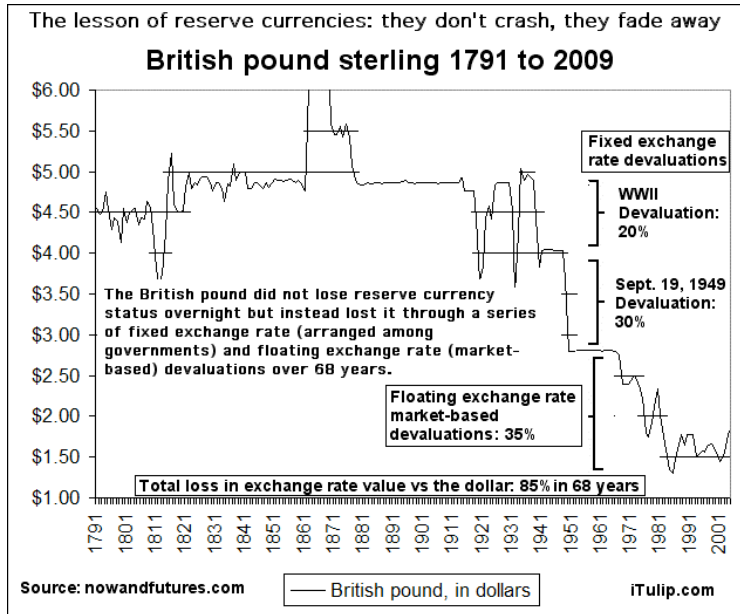 The lesson of reserve currencies: they don't crash, they fade away
British pound sterling 1791 to 2009
$6.00
$5.50
$5.00
$4.50
$4.00
$3.50
$3.00
$2.50
$2.00
$1.50
$1.00
Fixed exchange
rate devaluations
WWII
Devaluation:
20%
Sept. 19, 1949
Devaluation:
30%
The British pound did not lose reserve currency
status overnight but instead lost it through a series
of fixed exchange rate (arranged among
governments) and floating exchange rate (market-
based) devaluations over 68 years.
Floating exchange rate
market-based
devaluations: 35%
Total loss in exchange rate value vs the dollar: 85% in 68 years
1791 1801 1811 1821 1831 1841 1851 1861 1871 1881 1891 1901 1911 1921 1931 1941 1951 1961 1971 1981 1991 2001
Source: nowandfutures.com
British pound, in dollars
iTulip.com